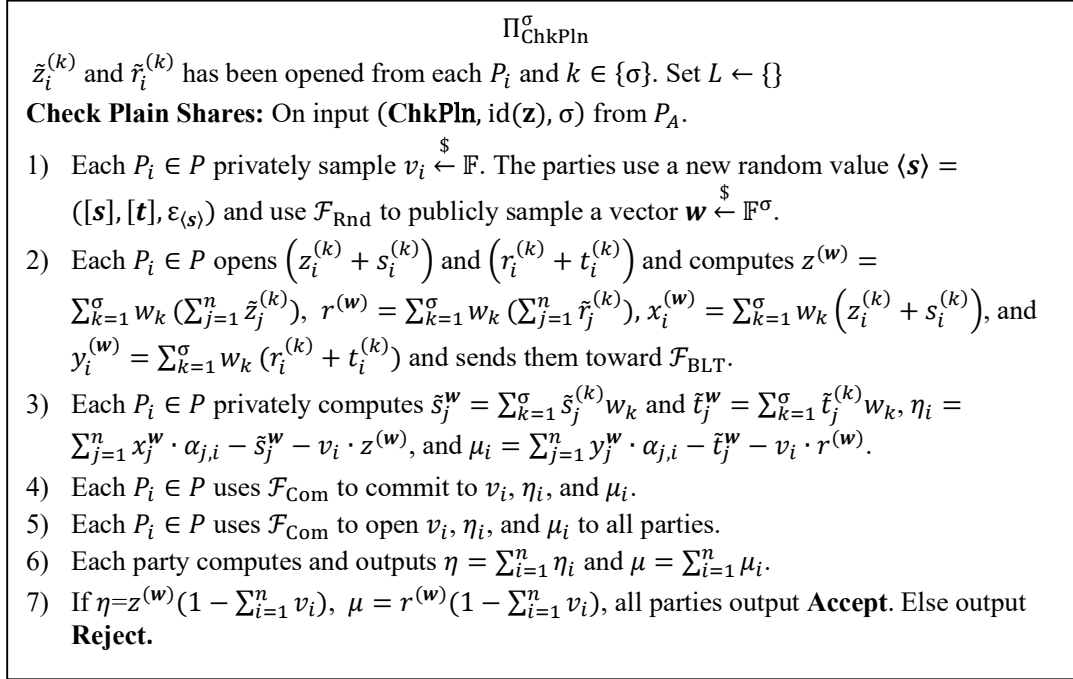 Π^σ_ChkPln
z̃_i^(k) and r̃_i^(k) has been opened from each P_i and k ∈ {σ}. Set L ← {}
Check Plain Shares: On input (ChkPln, id(z), σ) from P_A.
1) Each P_i ∈ P privately sample v_i ←$ 𝔽. The parties use a new random value ⟨s⟩ =
([s], [t], ε_⟨s⟩) and use ℱ_Rnd to publicly sample a vector w ←$ 𝔽^σ.
2) Each P_i ∈ P opens (z_i^(k) + s_i^(k)) and (r_i^(k) + t_i^(k)) and computes z^(w) =
∑_{k=1}^σ w_k (∑_{j=1}^n z̃_j^(k)), r^(w) = ∑_{k=1}^σ w_k (∑_{j=1}^n r̃_j^(k)), x_i^(w) = ∑_{k=1}^σ w_k (z_i^(k) + s_i^(k)), and
y_i^(w) = ∑_{k=1}^σ w_k (r_i^(k) + t_i^(k)) and sends them toward ℱ_BLT.
3) Each P_i ∈ P privately computes s̃_j^w = ∑_{k=1}^σ s̃_j^(k) w_k and t̃_j^w = ∑_{k=1}^σ t̃_j^(k) w_k, η_i =
∑_{j=1}^n x_j^w · α_{j,i} − s̃_j^w − v_i · z^(w), and μ_i = ∑_{j=1}^n y_j^w · α_{j,i} − t̃_j^w − v_i · r^(w).
4) Each P_i ∈ P uses ℱ_Com to commit to v_i, η_i, and μ_i.
5) Each P_i ∈ P uses ℱ_Com to open v_i, η_i, and μ_i to all parties.
6) Each party computes and outputs η = ∑_{i=1}^n η_i and μ = ∑_{i=1}^n μ_i.
7) If η=z^(w)(1 − ∑_{i=1}^n v_i), μ = r^(w)(1 − ∑_{i=1}^n v_i), all parties output Accept. Else output
Reject.